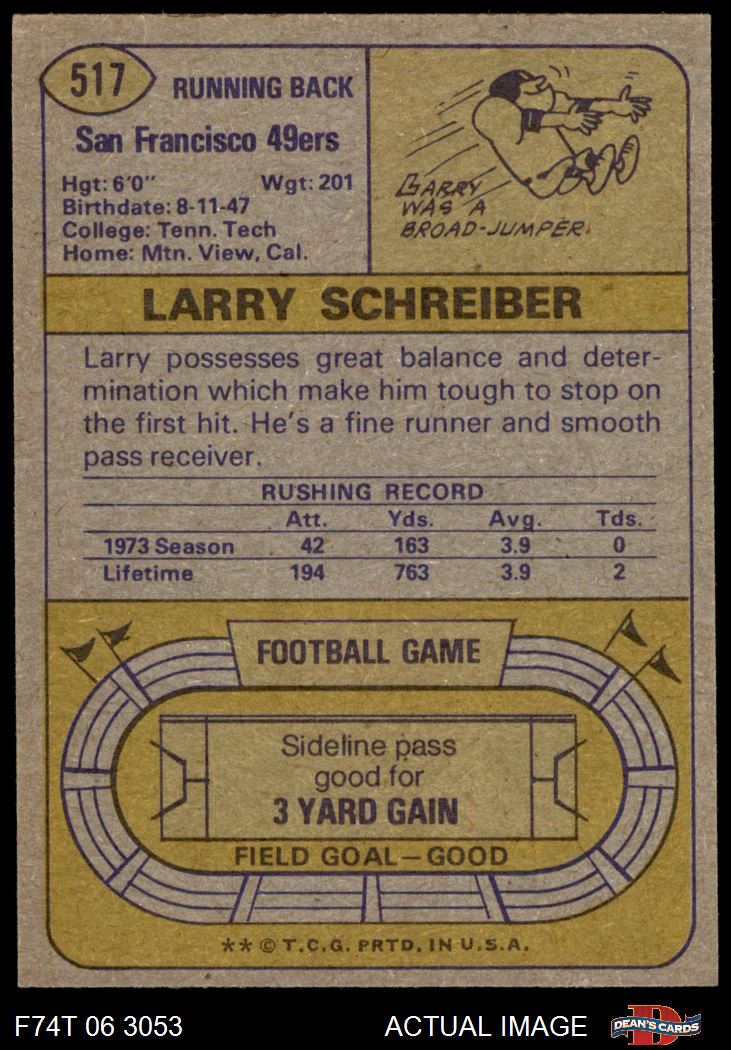 517
RUNNING BACK
San Francisco 49ers
Hgt: 6'0" Wgt: 201
Birthdate: 8-11-47
College: Tenn. Tech
Home: Mtn. View, Cal.
LARRY
WAS A
BROAD-JUMPER.
LARRY SCHREIBER
Larry possesses great balance and deter-
mination which make him tough to stop on
the first hit. He's a fine runner and smooth
pass receiver.
RUSHING RECORD
Att. Yds. Avg. Tds.
1973 Season 42 163 3.9 0
Lifetime 194 763 3.9 2
FOOTBALL GAME
Sideline pass
good for
3 YARD GAIN
FIELD GOAL—GOOD
** © T.C.G. PRTD. IN U.S.A.
F74T 06 3053 ACTUAL IMAGE
D
DEAN'S CARDS